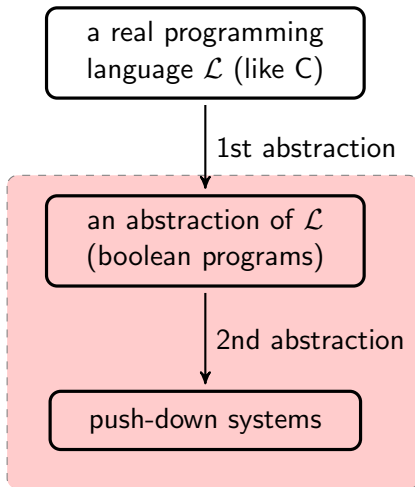 a real programming
language ℒ (like C)
1st abstraction
an abstraction of ℒ
(boolean programs)
2nd abstraction
push-down systems